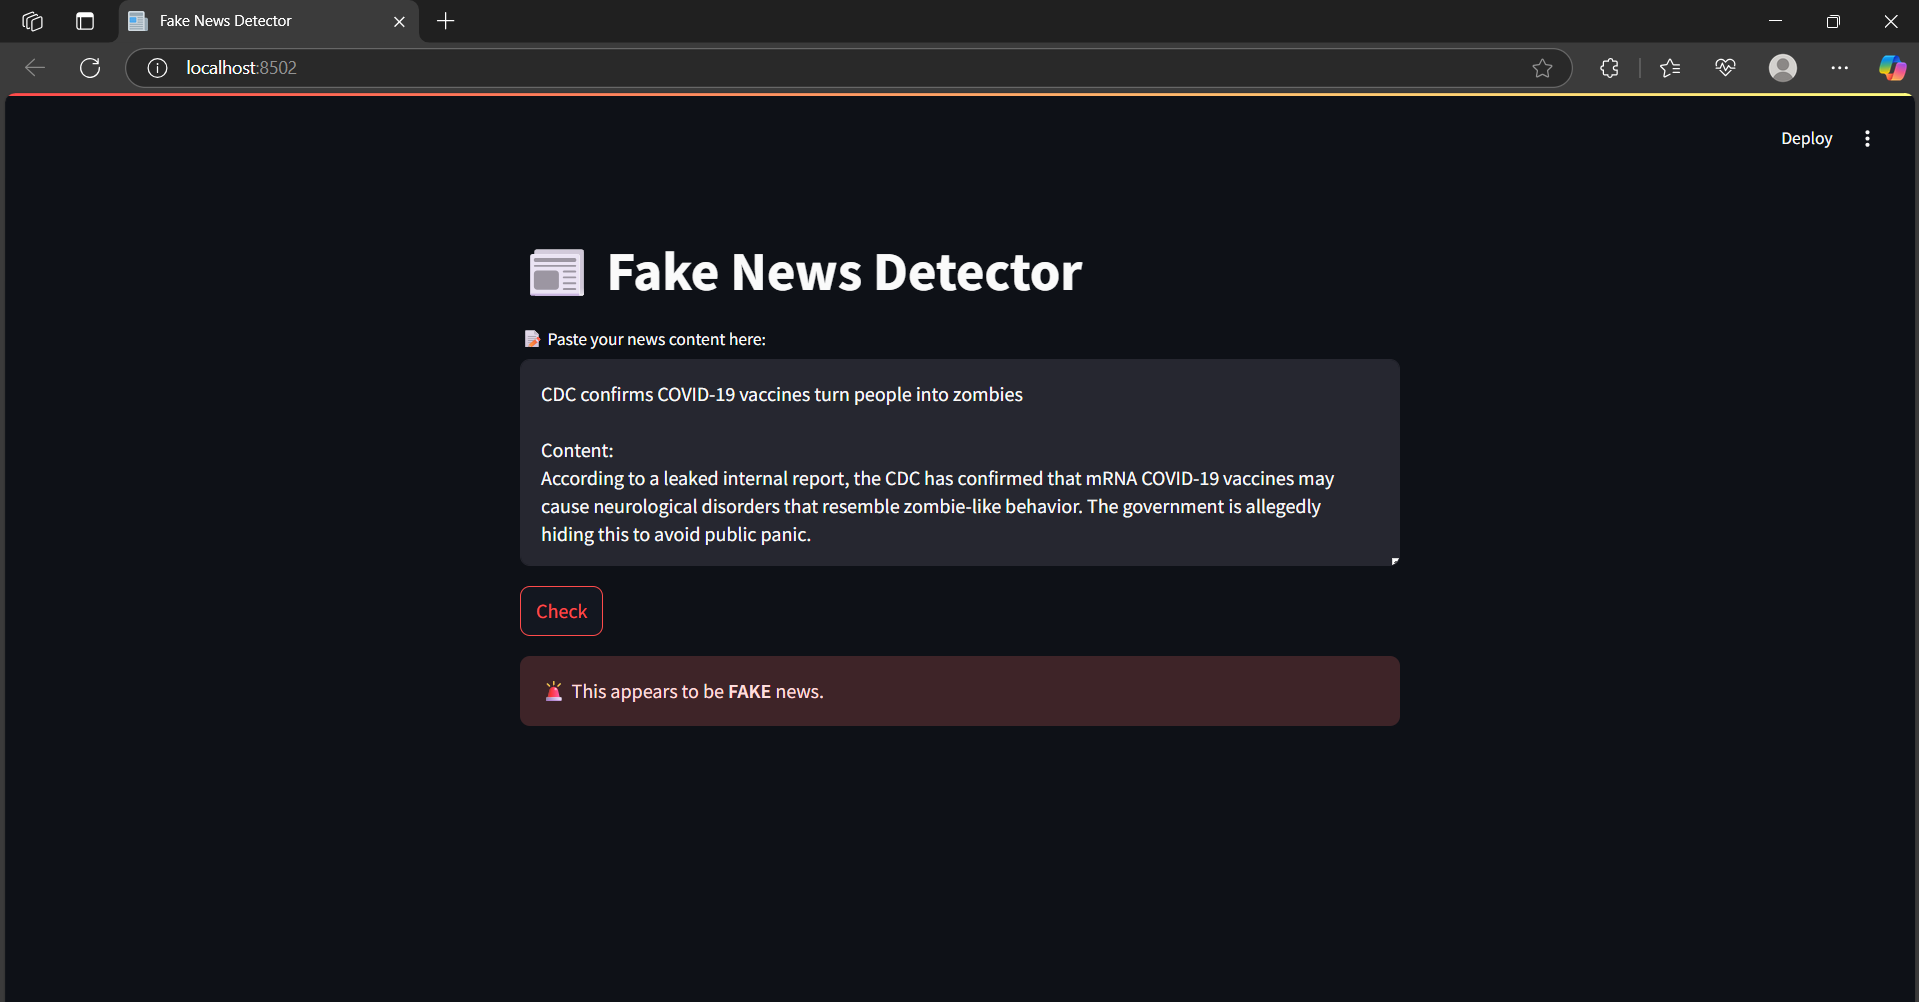 Fake News Detector
localhost:8502
Deploy
Fake News Detector
Paste your news content here:
CDC confirms COVID-19 vaccines turn people into zombies
Content:
According to a leaked internal report, the CDC has confirmed that mRNA COVID-19 vaccines may
cause neurological disorders that resemble zombie-like behavior. The government is allegedly
hiding this to avoid public panic.
Check
This appears to be FAKE news.